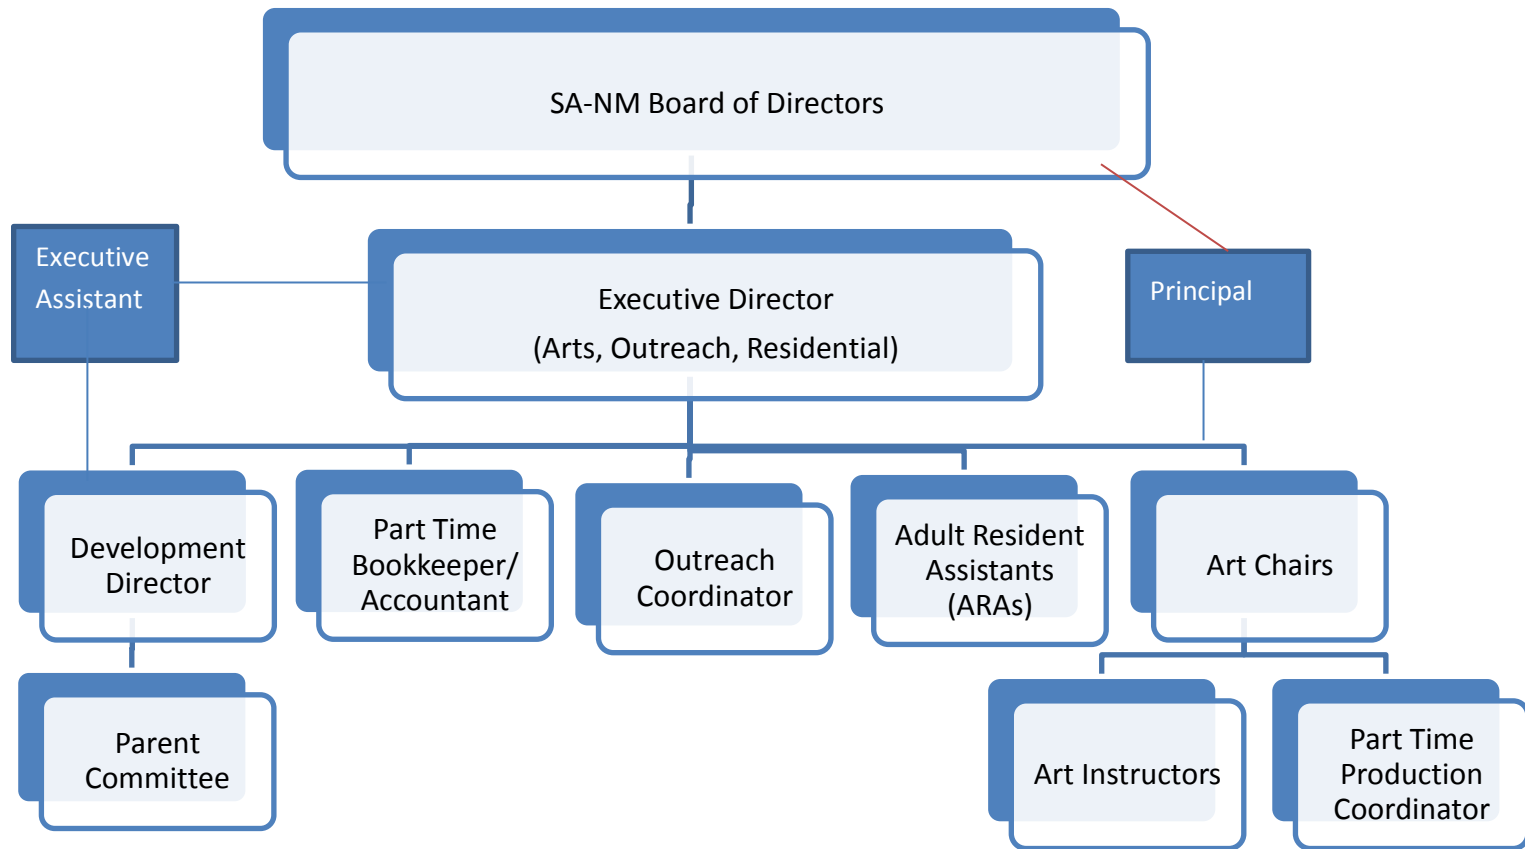 SA-NM Board of Directors
Executive
Assistant
Executive Director
(Arts, Outreach, Residential)
Principal
Development
Director
Part Time
Bookkeeper/
Accountant
Outreach
Coordinator
Adult Resident
Assistants
(ARAs)
Art Chairs
Parent
Committee
Art Instructors
Part Time
Production
Coordinator